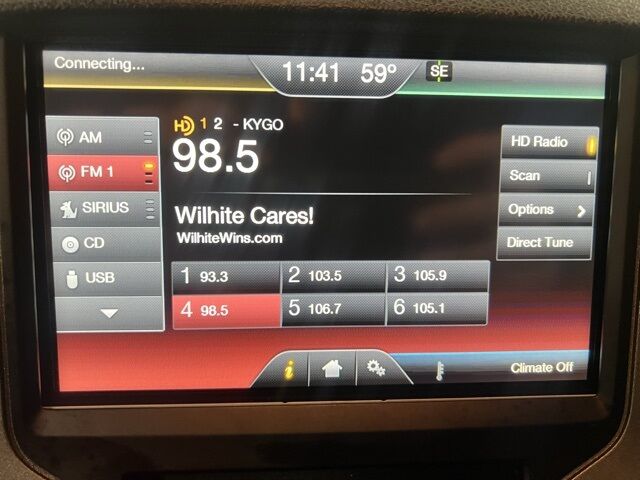 Connecting...
11:41 59° SE
AM
FM 1
SIRIUS
CD
USB
HD 1 2 - KYGO
98.5
Wilhite Cares!
WilhiteWins.com
1 93.3 2 103.5 3 105.9
4 98.5 5 106.7 6 105.1
HD Radio
Scan
Options
Direct Tune
i
Climate Off